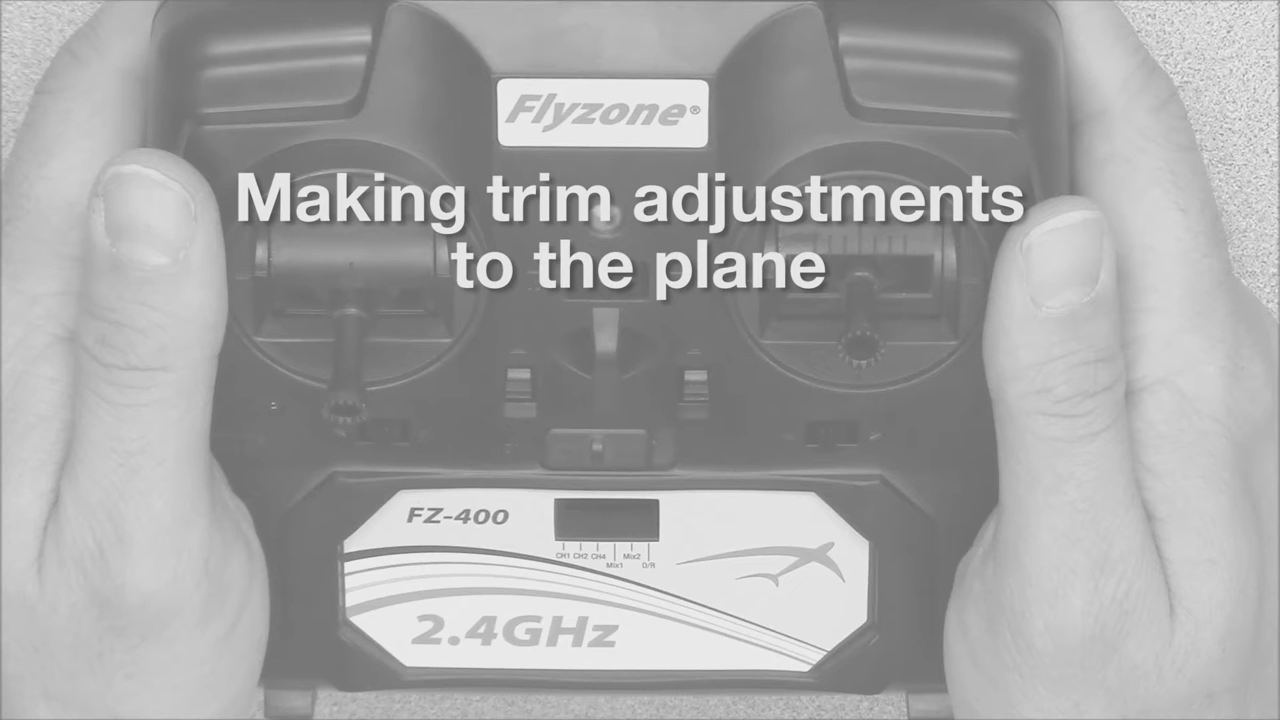 Flyzone®
Making trim adjustments
to the plane
FZ-400
CH1 CH2 CH4 Mix1 Mix2 D/R
2.4GHz